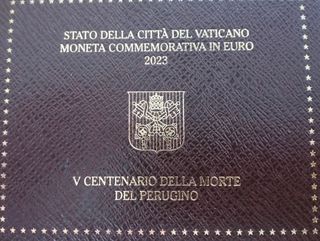 STATO DELLA CITTÀ DEL VATICANO
MONETA COMMEMORATIVA IN EURO
2023
V CENTENARIO DELLA MORTE
DEL PERUGINO